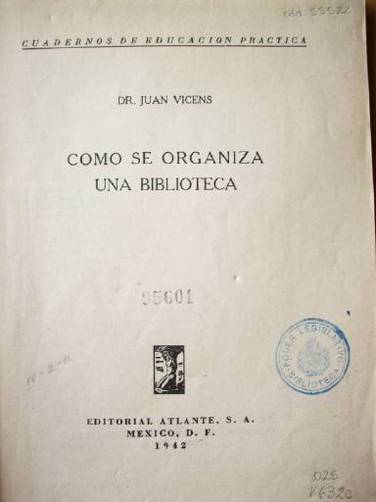 CUADERNOS DE EDUCACION PRACTICA
DR. JUAN VICENS
COMO SE ORGANIZA
UNA BIBLIOTECA
95601
PODER LEGISLATIVO
BIBLIOTECA
EDITORIAL ATLANTE, S. A.
MEXICO, D. F.
1942
025
V632c